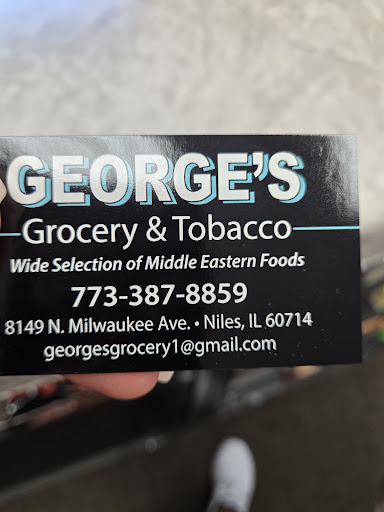 GEORGE'S
Grocery & Tobacco
Wide Selection of Middle Eastern Foods
773-387-8859
8149 N. Milwaukee Ave. • Niles, IL 60714
georgesgrocery1@gmail.com